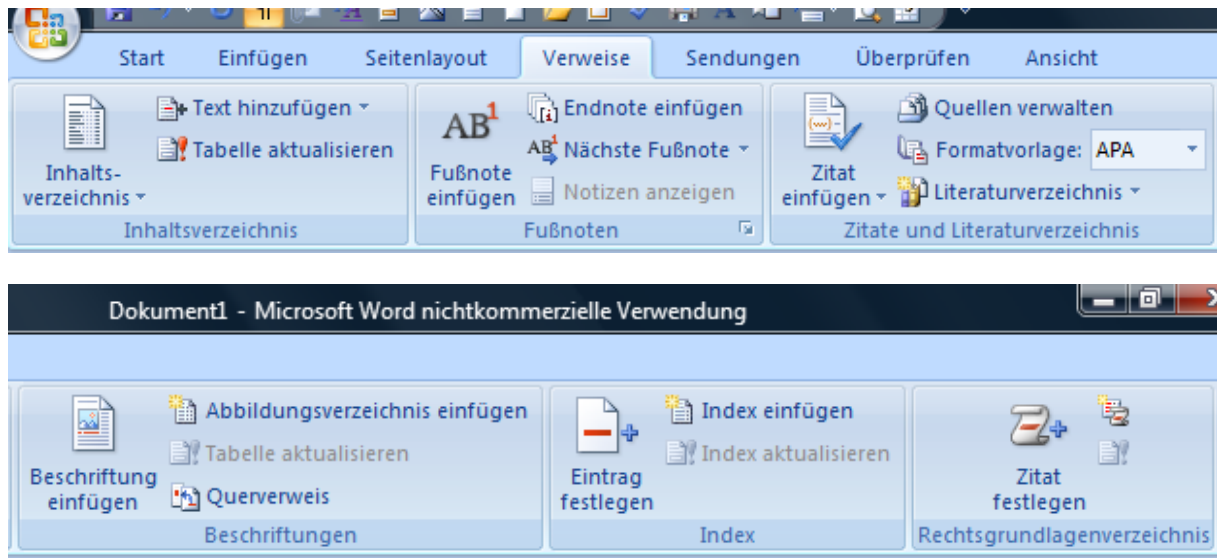 Start Einfügen Seitenlayout Verweise Sendungen Überprüfen Ansicht
Inhalts-
verzeichnis
Text hinzufügen
Tabelle aktualisieren
Inhaltsverzeichnis
AB1
Fußnote
einfügen
Endnote einfügen
AB1 Nächste Fußnote
Notizen anzeigen
Fußnoten
Zitat
einfügen
Quellen verwalten
Formatvorlage: APA
Literaturverzeichnis
Zitate und Literaturverzeichnis
Dokument1 - Microsoft Word nichtkommerzielle Verwendung
Beschriftung
einfügen
Abbildungsverzeichnis einfügen
Tabelle aktualisieren
Querverweis
Beschriftungen
Eintrag
festlegen
Index einfügen
Index aktualisieren
Index
Zitat
festlegen
Rechtsgrundlagenverzeichnis